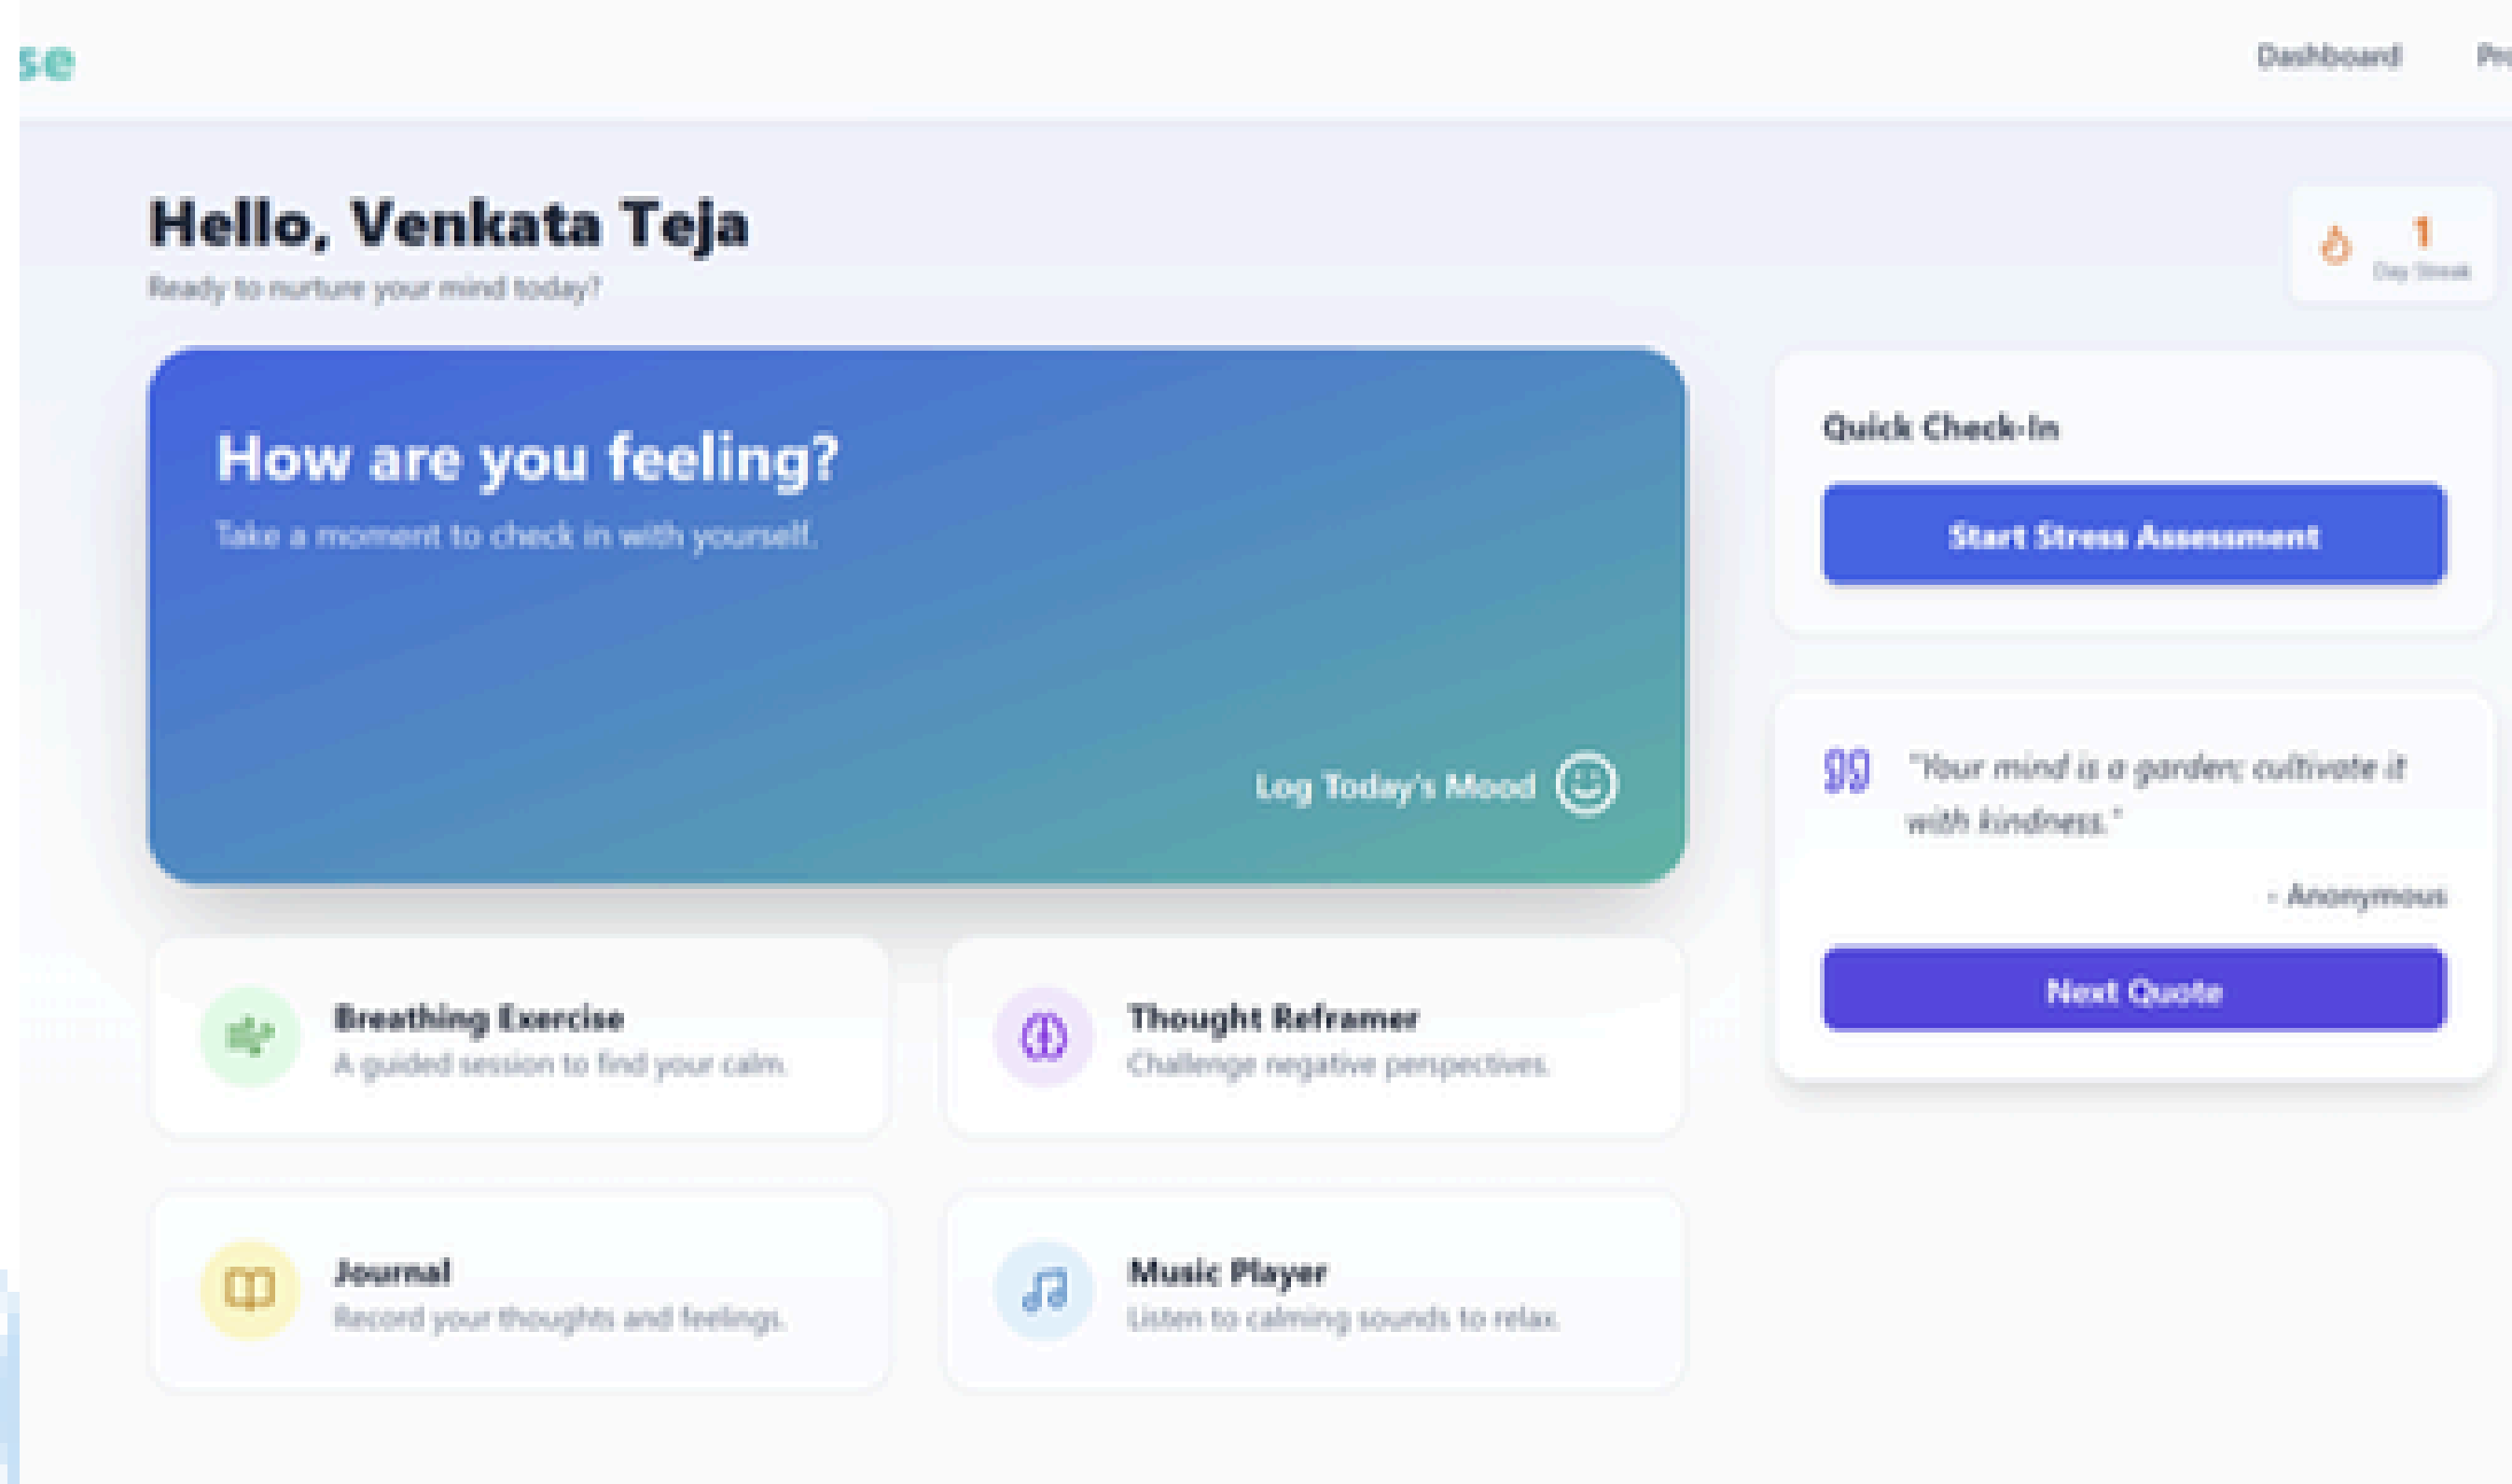 se
Dashboard
Hello, Venkata Teja
Ready to nurture your mind today?
1
Day Streak
How are you feeling?
Take a moment to check in with yourself.
Log Today's Mood
Quick Check-In
Start Stress Assessment
"Your mind is a garden; cultivate it
with kindness."
- Anonymous
Next Quote
Breathing Exercise
A guided session to find your calm.
Thought Reframer
Challenge negative perspectives.
Journal
Record your thoughts and feelings.
Music Player
Listen to calming sounds to relax.